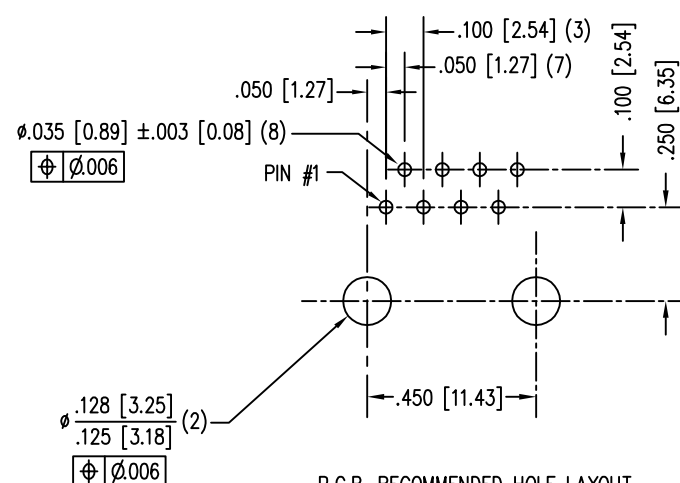 .100 [2.54] (3)
.050 [1.27] (7)
.050 [1.27]
.100 [2.54]
.250 [6.35]
ø.035 [0.89] ±.003 [0.08] (8)
⌖ Ø.006
PIN #1
ø .128 [3.25]
.125 [3.18] (2)
⌖ Ø.006
.450 [11.43]
P.C.B. RECOMMENDED HOLE LAYOUT